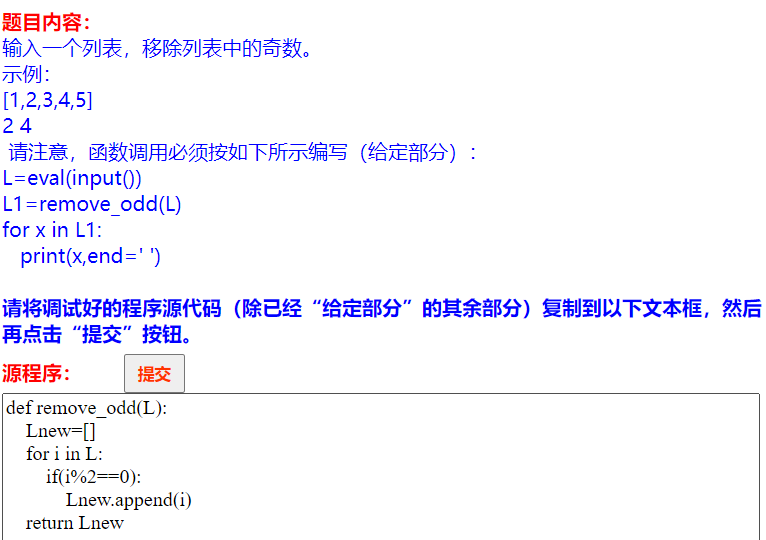 题目内容：
输入一个列表，移除列表中的奇数。
示例：
[1,2,3,4,5]
2 4
请注意，函数调用必须按如下所示编写（给定部分）：
L=eval(input())
L1=remove_odd(L)
for x in L1:
    print(x,end=' ')
请将调试好的程序源代码（除已经“给定部分”的其余部分）复制到以下文本框，然后
再点击“提交”按钮。
源程序： 提交
def remove_odd(L):
    Lnew=[]
    for i in L:
        if(i%2==0):
            Lnew.append(i)
    return Lnew